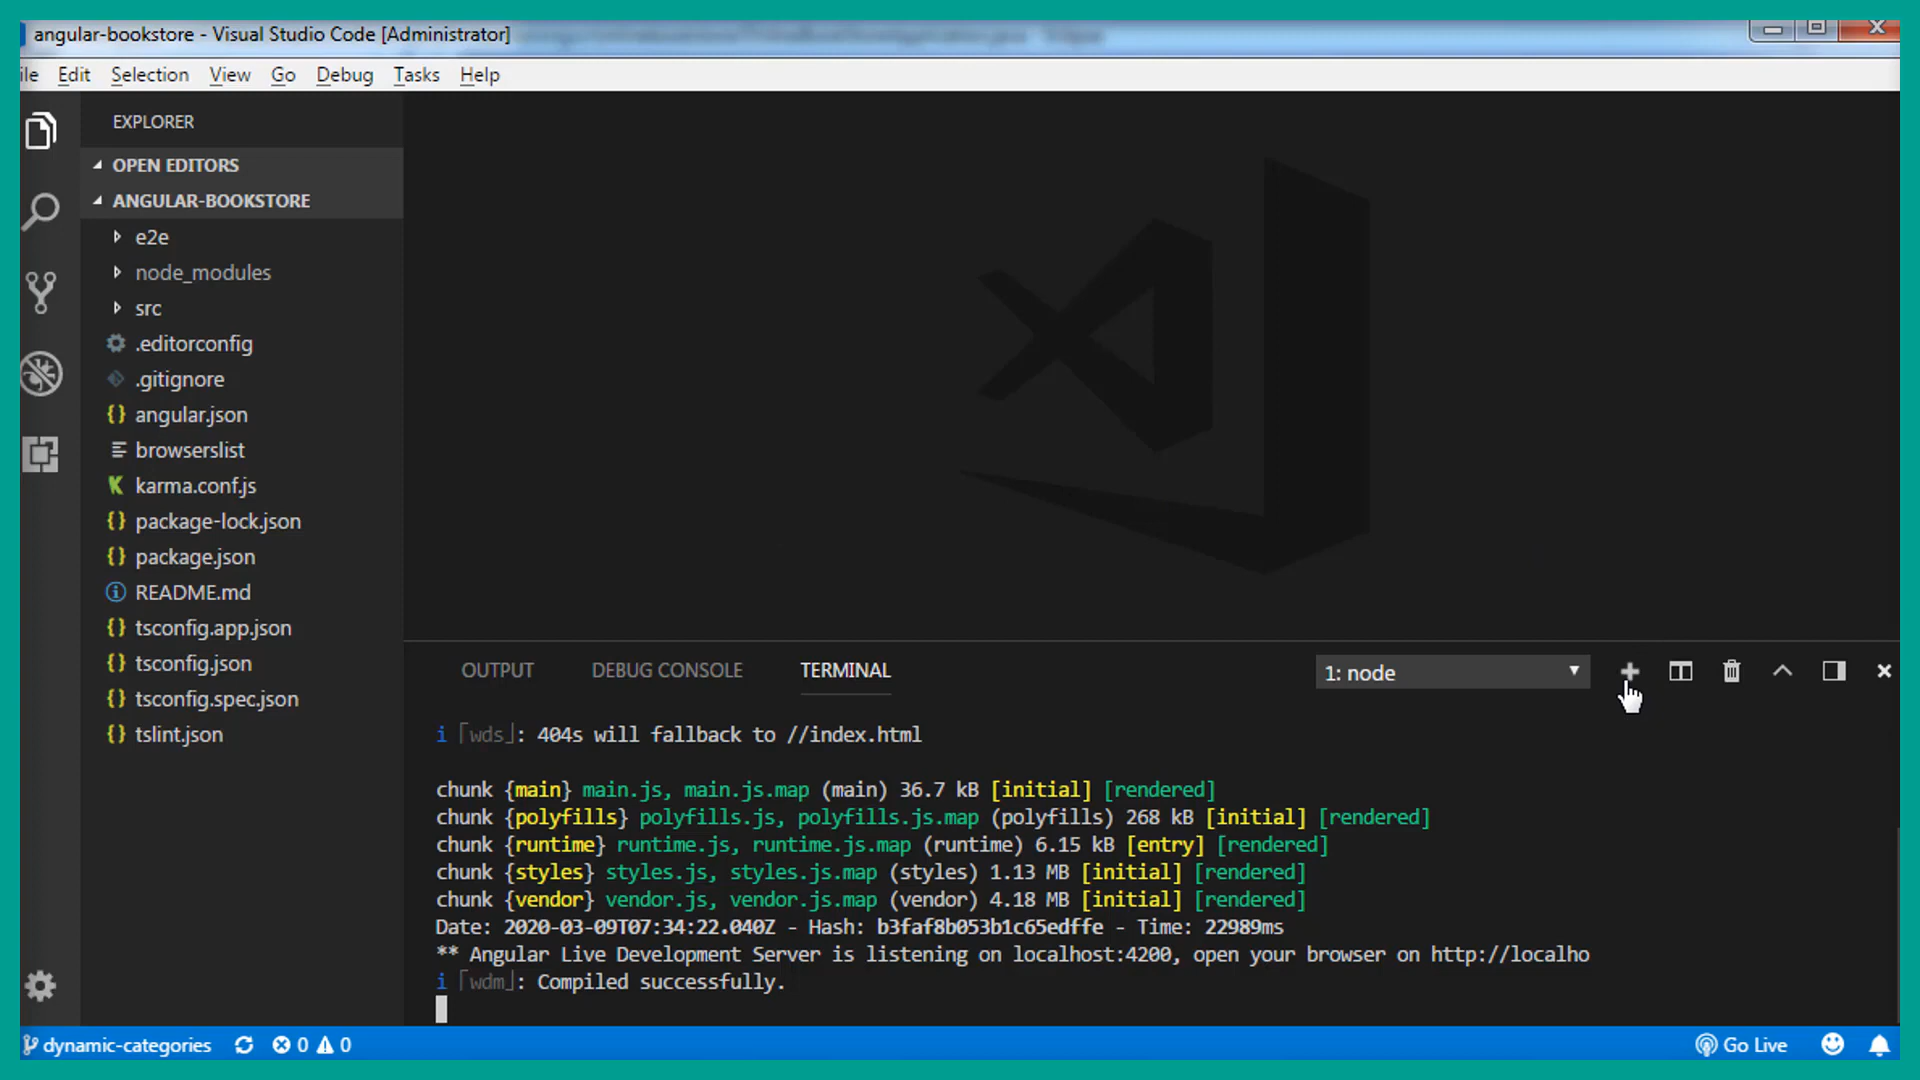 angular-bookstore - Visual Studio Code [Administrator]
ile Edit Selection View Go Debug Tasks Help
EXPLORER
OPEN EDITORS
ANGULAR-BOOKSTORE
e2e
node_modules
src
.editorconfig
.gitignore
angular.json
browserslist
karma.conf.js
package-lock.json
package.json
README.md
tsconfig.app.json
tsconfig.json
tsconfig.spec.json
tslint.json
OUTPUT DEBUG CONSOLE TERMINAL 1: node
i ⌈wds⌋: 404s will fallback to //index.html
chunk {main} main.js, main.js.map (main) 36.7 kB [initial] [rendered]
chunk {polyfills} polyfills.js, polyfills.js.map (polyfills) 268 kB [initial] [rendered]
chunk {runtime} runtime.js, runtime.js.map (runtime) 6.15 kB [entry] [rendered]
chunk {styles} styles.js, styles.js.map (styles) 1.13 MB [initial] [rendered]
chunk {vendor} vendor.js, vendor.js.map (vendor) 4.18 MB [initial] [rendered]
Date: 2020-03-09T07:34:22.040Z - Hash: b3faf8b053b1c65edffe - Time: 22989ms
** Angular Live Development Server is listening on localhost:4200, open your browser on http://localho
i ⌈wdm⌋: Compiled successfully.
dynamic-categories 0 0 Go Live